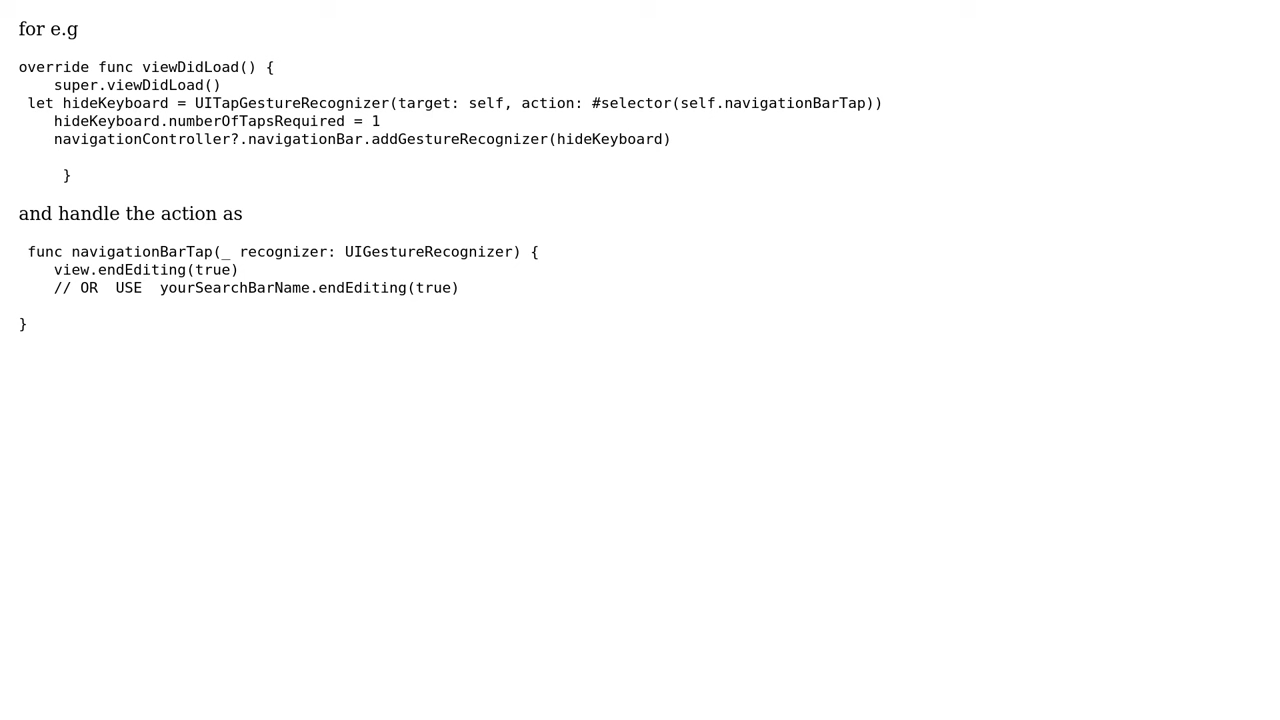 for e.g
override func viewDidLoad() {
    super.viewDidLoad()
 let hideKeyboard = UITapGestureRecognizer(target: self, action: #selector(self.navigationBarTap))
    hideKeyboard.numberOfTapsRequired = 1
    navigationController?.navigationBar.addGestureRecognizer(hideKeyboard)
     }
and handle the action as
 func navigationBarTap(_ recognizer: UIGestureRecognizer) {
    view.endEditing(true)
    // OR  USE  yourSearchBarName.endEditing(true)
}